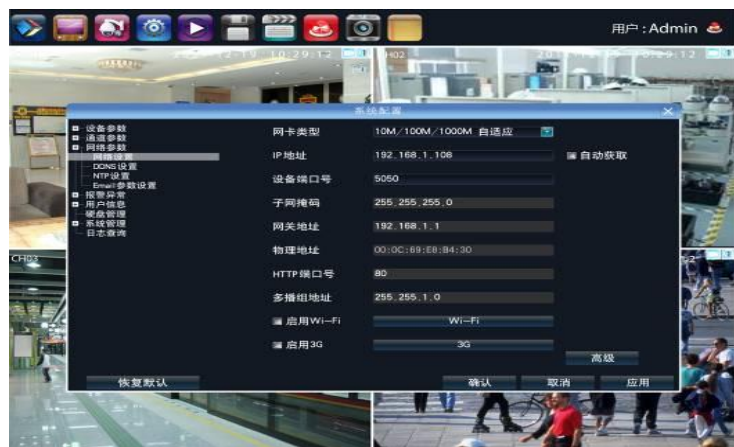 用户:Admin
10:29:12
CH02
系统配置
设备参数
通道参数
网络参数
网络设置
DDNS设置
NTP设置
Email参数设置
报警异常
用户信息
硬盘管理
系统管理
日志查询
网卡类型 10M/100M/1000M 自适应
IP地址 192.168.1.108 自动获取
设备端口号 5050
子网掩码 255.255.255.0
网关地址 192.168.1.1
物理地址 00:0C:69:E8:B4:30
HTTP端口号 80
多播组地址 255.255.1.0
启用Wi-Fi Wi-Fi
启用3G 3G
高级
恢复默认 确认 取消 应用
CH03